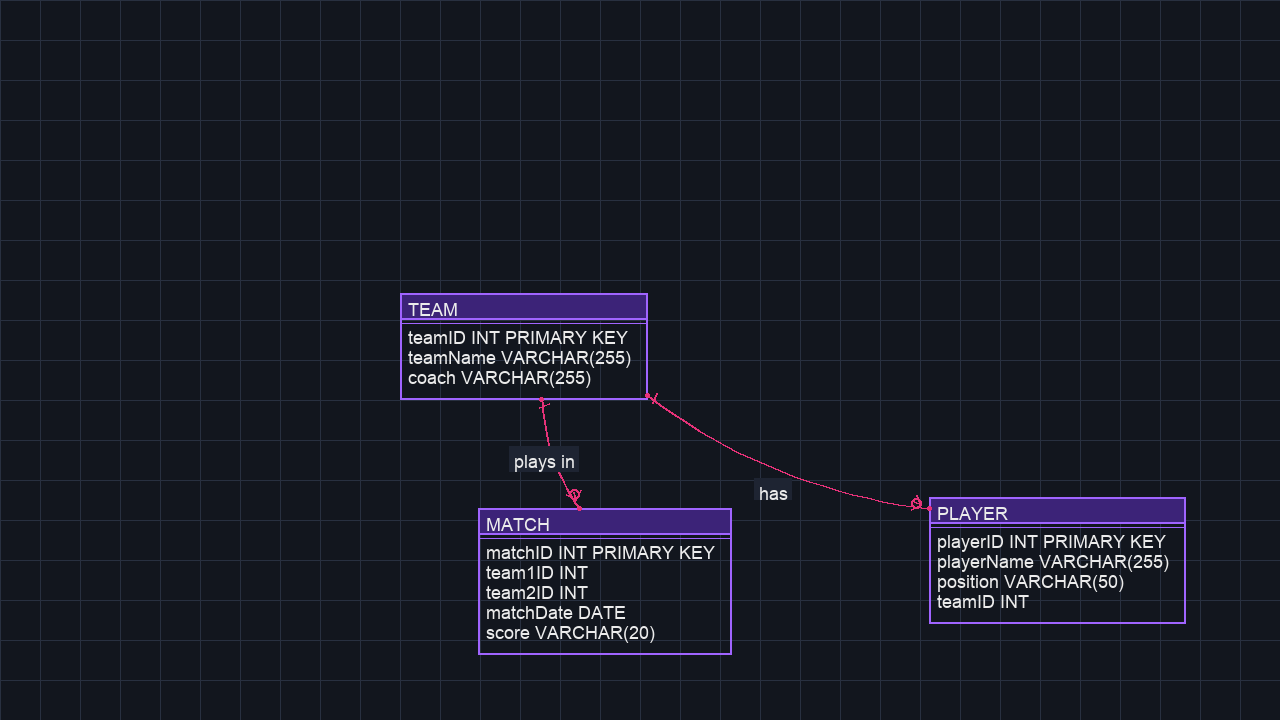 TEAM
teamID INT PRIMARY KEY
teamName VARCHAR(255)
coach VARCHAR(255)
plays in
has
MATCH
matchID INT PRIMARY KEY
team1ID INT
team2ID INT
matchDate DATE
score VARCHAR(20)
PLAYER
playerID INT PRIMARY KEY
playerName VARCHAR(255)
position VARCHAR(50)
teamID INT